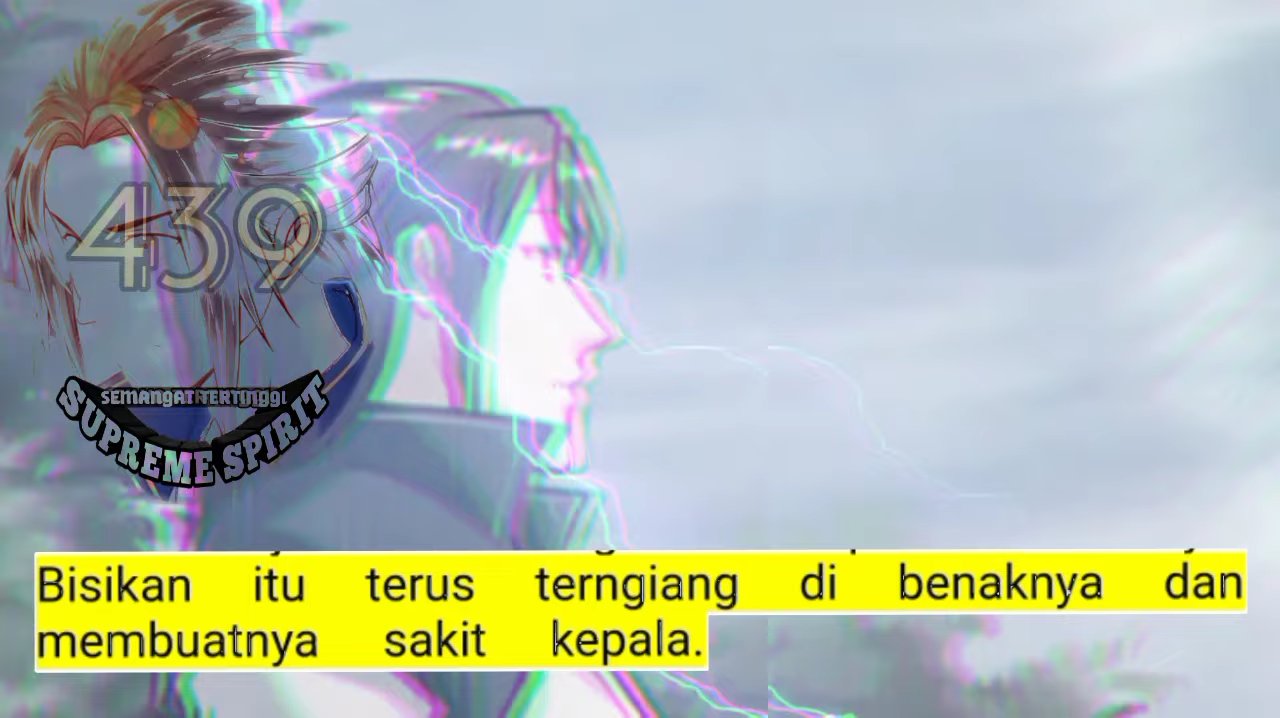 439
SEMANGAT TERTINGGI
SUPREME SPIRIT
Bisikan itu terus terngiang di benaknya dan
membuatnya sakit kepala.